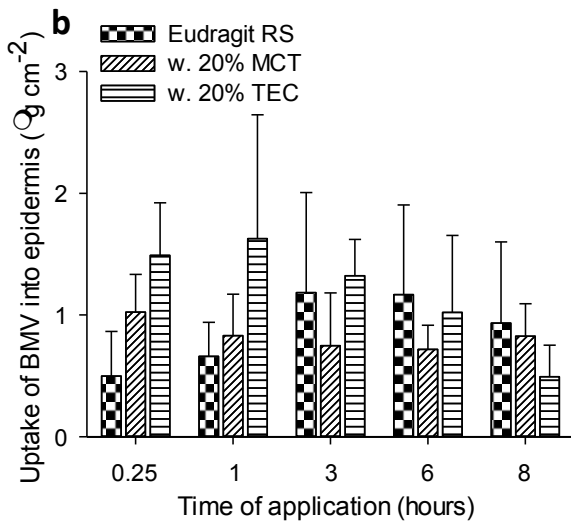 b
Eudragit RS
w. 20% MCT
w. 20% TEC
Uptake of BMV into epidermis (g cm-2)
3
2
1
0
0.25 1 3 6 8
Time of application (hours)